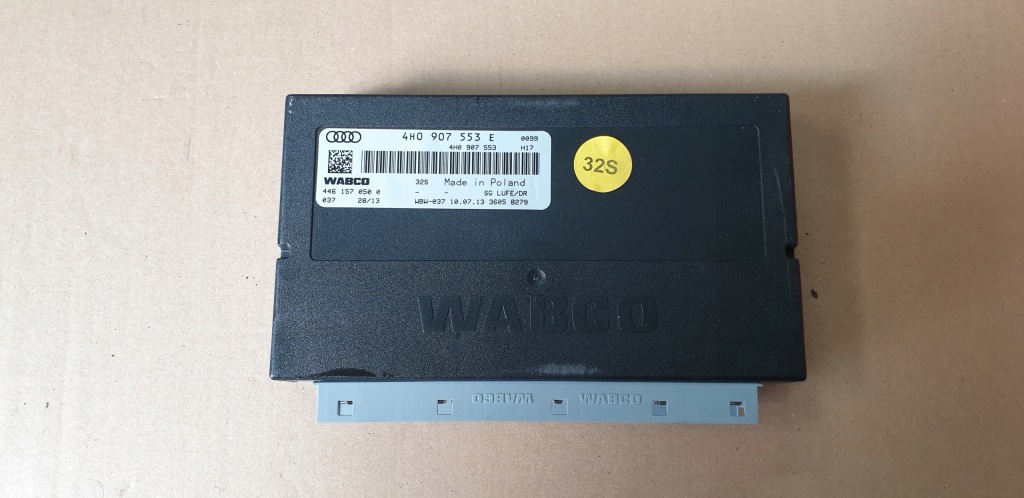 4H0 907 553 E 0099
4H0 907 553 H17
WABCO 32S Made in Poland
446 157 050 0 - - SG LUFE/DR
037 28/13 WBW-037 10.07.13 3605 8279
32S
WABCO
WABCO WABCO